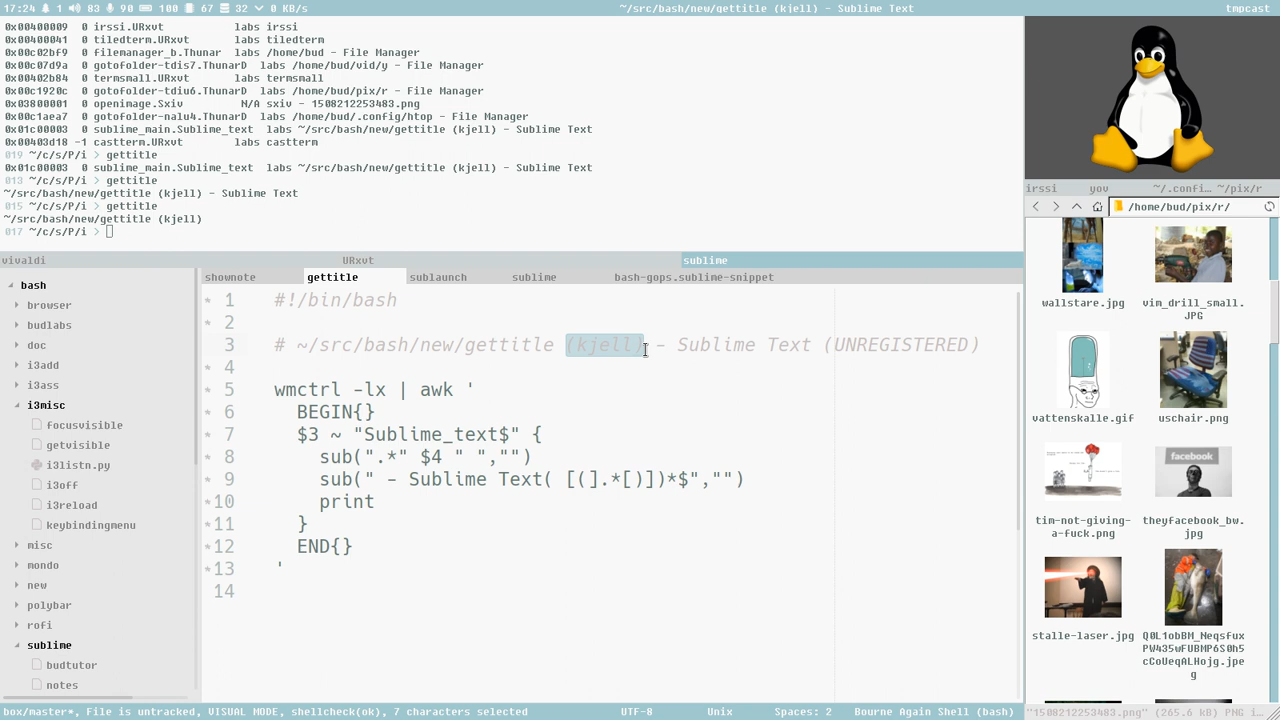 17:24 1 83 90 100 67 32 0 KB/s
~/src/bash/new/gettitle (kjell) - Sublime Text
tmpcast
0x00400009 0 irssi.URxvt labs irssi
0x00400041 0 tiledterm.URxvt labs tiledterm
0x00c02bf9 0 filemanager_b.Thunar labs /home/bud - File Manager
0x00c07d9a 0 gotofolder-tdis7.ThunarD labs /home/bud/vid/y - File Manager
0x00402b84 0 termsmall.URxvt labs termsmall
0x00c1920c 0 gotofolder-tdiu6.ThunarD labs /home/bud/pix/r - File Manager
0x03800001 0 openimage.Sxiv N/A sxiv - 1508212253483.png
0x00c1aea7 0 gotofolder-nalu4.ThunarD labs /home/bud/.config/htop - File Manager
0x01c00003 0 sublime_main.Sublime_text labs ~/src/bash/new/gettitle (kjell) - Sublime Text
0x00403d18 -1 castterm.URxvt labs castterm
019 ~/c/s/P/i > gettitle
0x01c00003 0 sublime_main.Sublime_text labs ~/src/bash/new/gettitle (kjell) - Sublime Text
013 ~/c/s/P/i > gettitle
~/src/bash/new/gettitle (kjell) - Sublime Text
015 ~/c/s/P/i > gettitle
~/src/bash/new/gettitle (kjell)
017 ~/c/s/P/i >
vivaldi URxvt sublime
bash
browser
budlabs
doc
i3add
i3ass
i3misc
focusvisible
getvisible
i3listn.py
i3off
i3reload
keybindingmenu
misc
mondo
new
polybar
rofi
sublime
budtutor
notes
shownote gettitle sublaunch sublime bash-gops.sublime-snippet
* 1 #!/bin/bash
* 2
3 # ~/src/bash/new/gettitle (kjell) - Sublime Text (UNREGISTERED)
* 4
* 5 wmctrl -lx | awk '
* 6 BEGIN{}
* 7 $3 ~ "Sublime_text$" {
* 8 sub(".*" $4 " ","")
* 9 sub(" - Sublime Text( [(].*[)])*$","")
*10 print
*11 }
*12 END{}
*13 '
14
irssi yov ~/.confi… ~/pix/r
/home/bud/pix/r/
wallstare.jpg
vim_drill_small.
JPG
vattenskalle.gif
uschair.png
facebook
tim-not-giving-
a-fuck.png
theyfacebook_bw.
jpg
stalle-laser.jpg
Q0L1obBM_Neqsfux
PW435wFUBMP6S0h5
cCoUeqALHojg.jpe
g
box/master*, File is untracked, VISUAL MODE, shellcheck(ok), 7 characters selected UTF-8 Unix Spaces: 2 Bourne Again Shell (bash)
"1508212253483.png" (265.6 kB) PNG i…